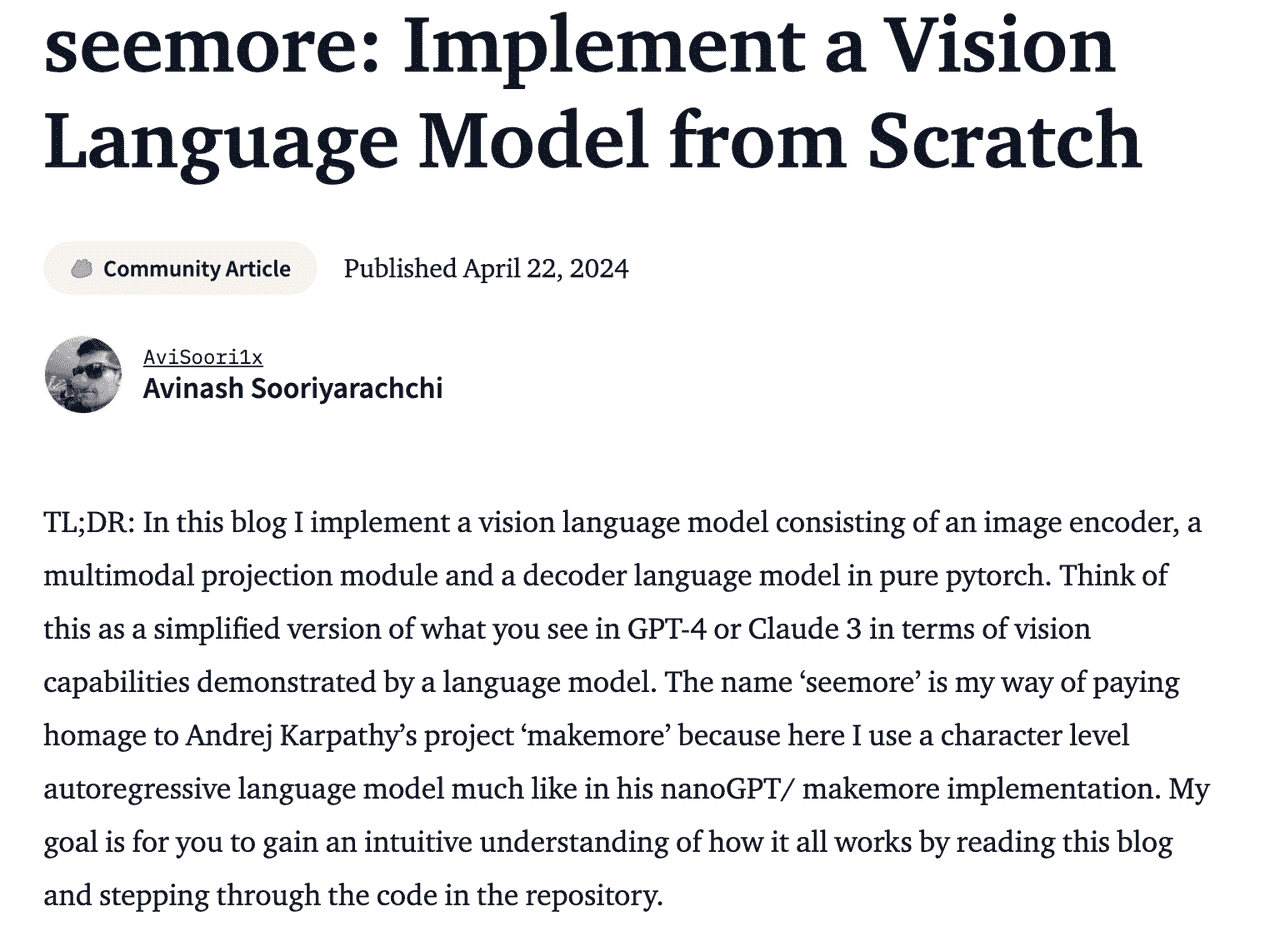 seemore: Implement a Vision
Language Model from Scratch
Community Article
Published April 22, 2024
AviSoori1x
Avinash Sooriyarachchi
TL;DR: In this blog I implement a vision language model consisting of an image encoder, a
multimodal projection module and a decoder language model in pure pytorch. Think of
this as a simplified version of what you see in GPT-4 or Claude 3 in terms of vision
capabilities demonstrated by a language model. The name ‘seemore’ is my way of paying
homage to Andrej Karpathy’s project ‘makemore’ because here I use a character level
autoregressive language model much like in his nanoGPT/ makemore implementation. My
goal is for you to gain an intuitive understanding of how it all works by reading this blog
and stepping through the code in the repository.